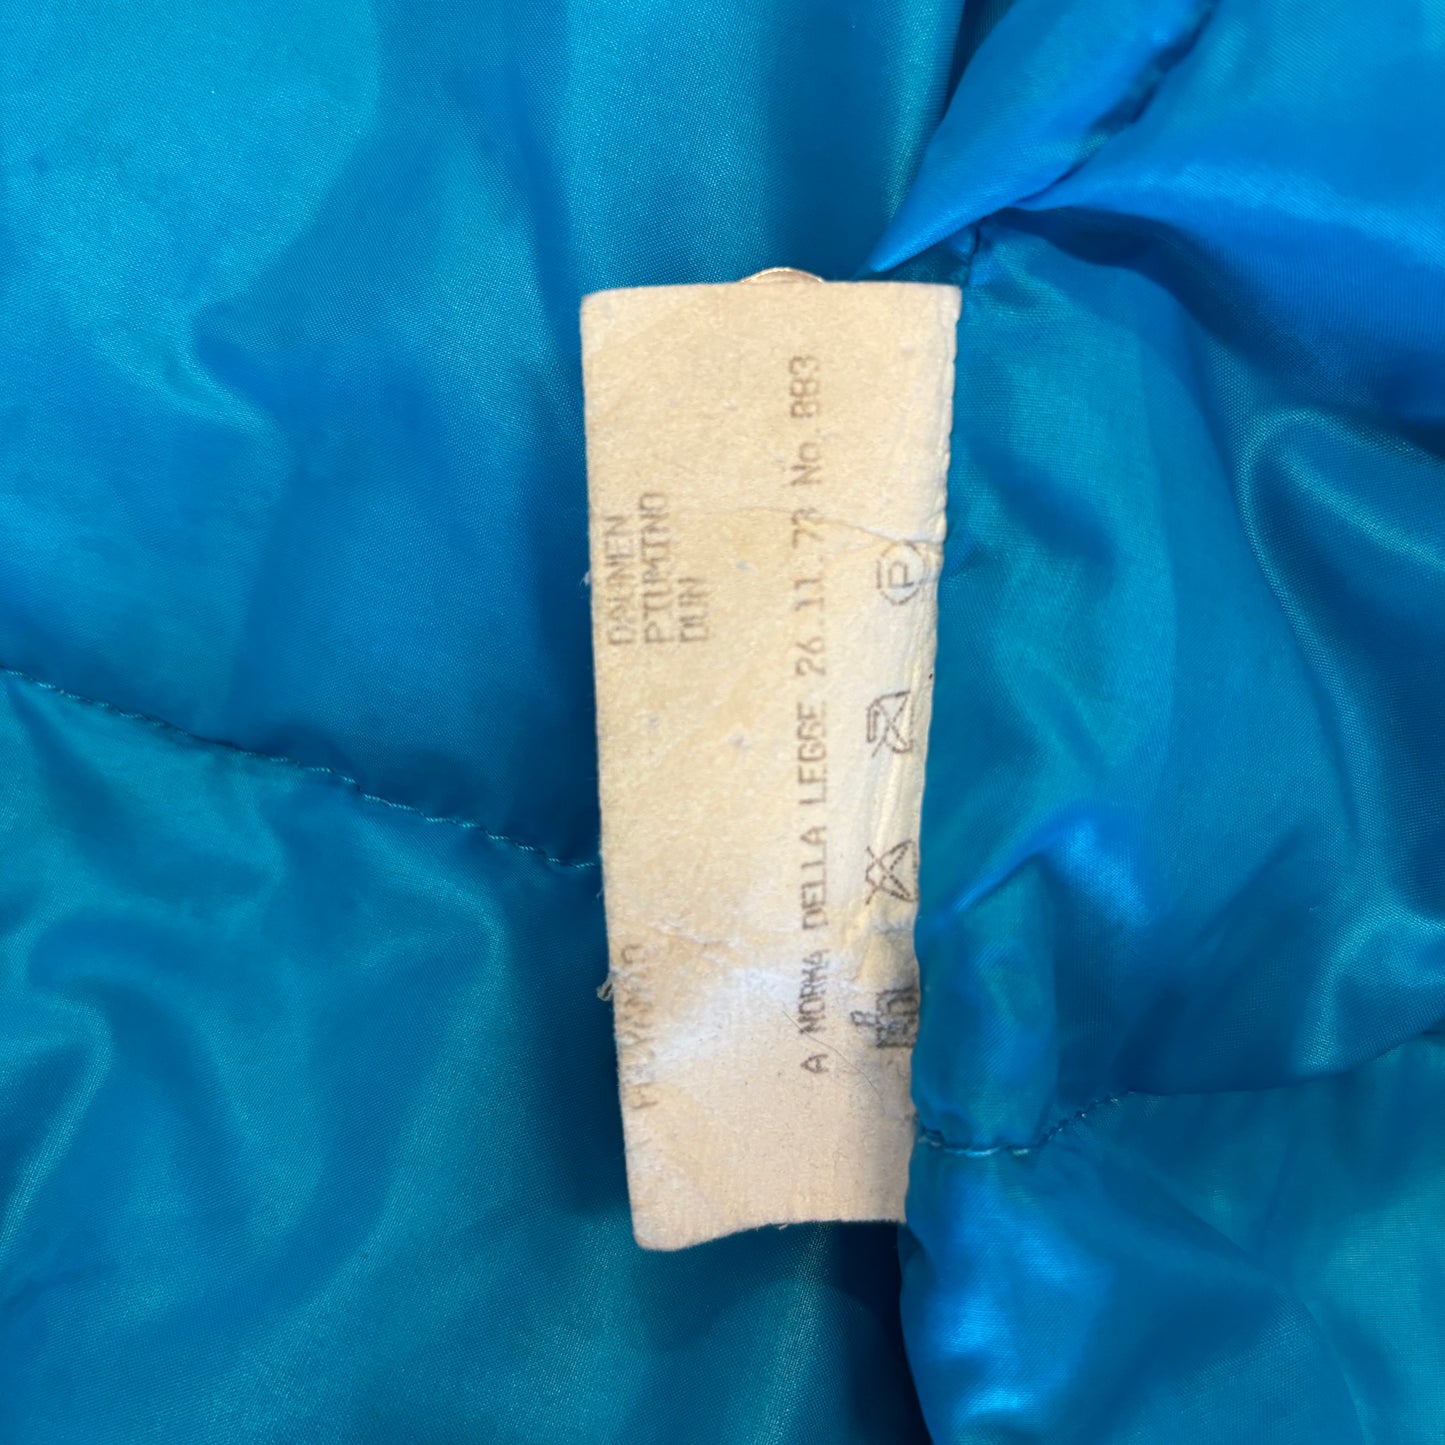 DAUNEN
PIUMINO
DUN
A NORMA DELLA LEGGE 26.11.73 No. 883
P